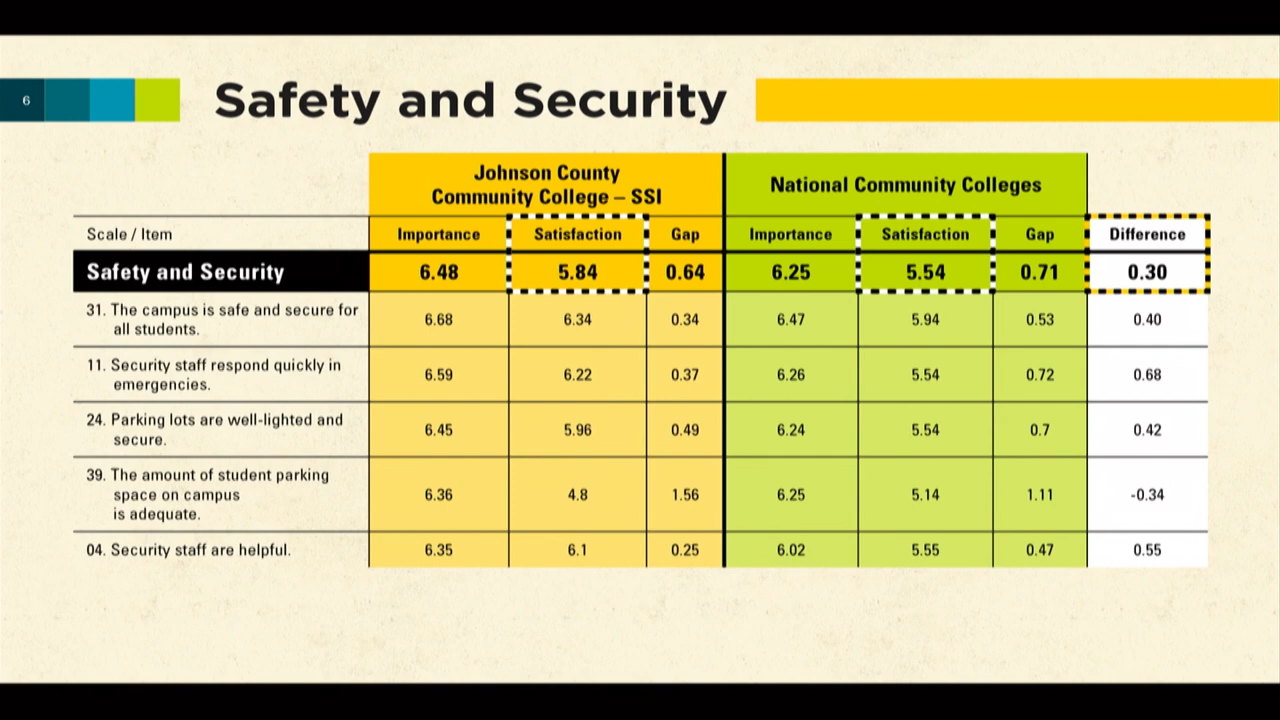 6
Safety and Security
Johnson County
Community College – SSI
National Community Colleges
Scale / Item Importance Satisfaction Gap Importance Satisfaction Gap Difference
Safety and Security 6.48 5.84 0.64 6.25 5.54 0.71 0.30
31. The campus is safe and secure for
all students. 6.68 6.34 0.34 6.47 5.94 0.53 0.40
11. Security staff respond quickly in
emergencies. 6.59 6.22 0.37 6.26 5.54 0.72 0.68
24. Parking lots are well-lighted and
secure. 6.45 5.96 0.49 6.24 5.54 0.7 0.42
39. The amount of student parking
space on campus 6.36 4.8 1.56 6.25 5.14 1.11 -0.34
is adequate.
04. Security staff are helpful. 6.35 6.1 0.25 6.02 5.55 0.47 0.55